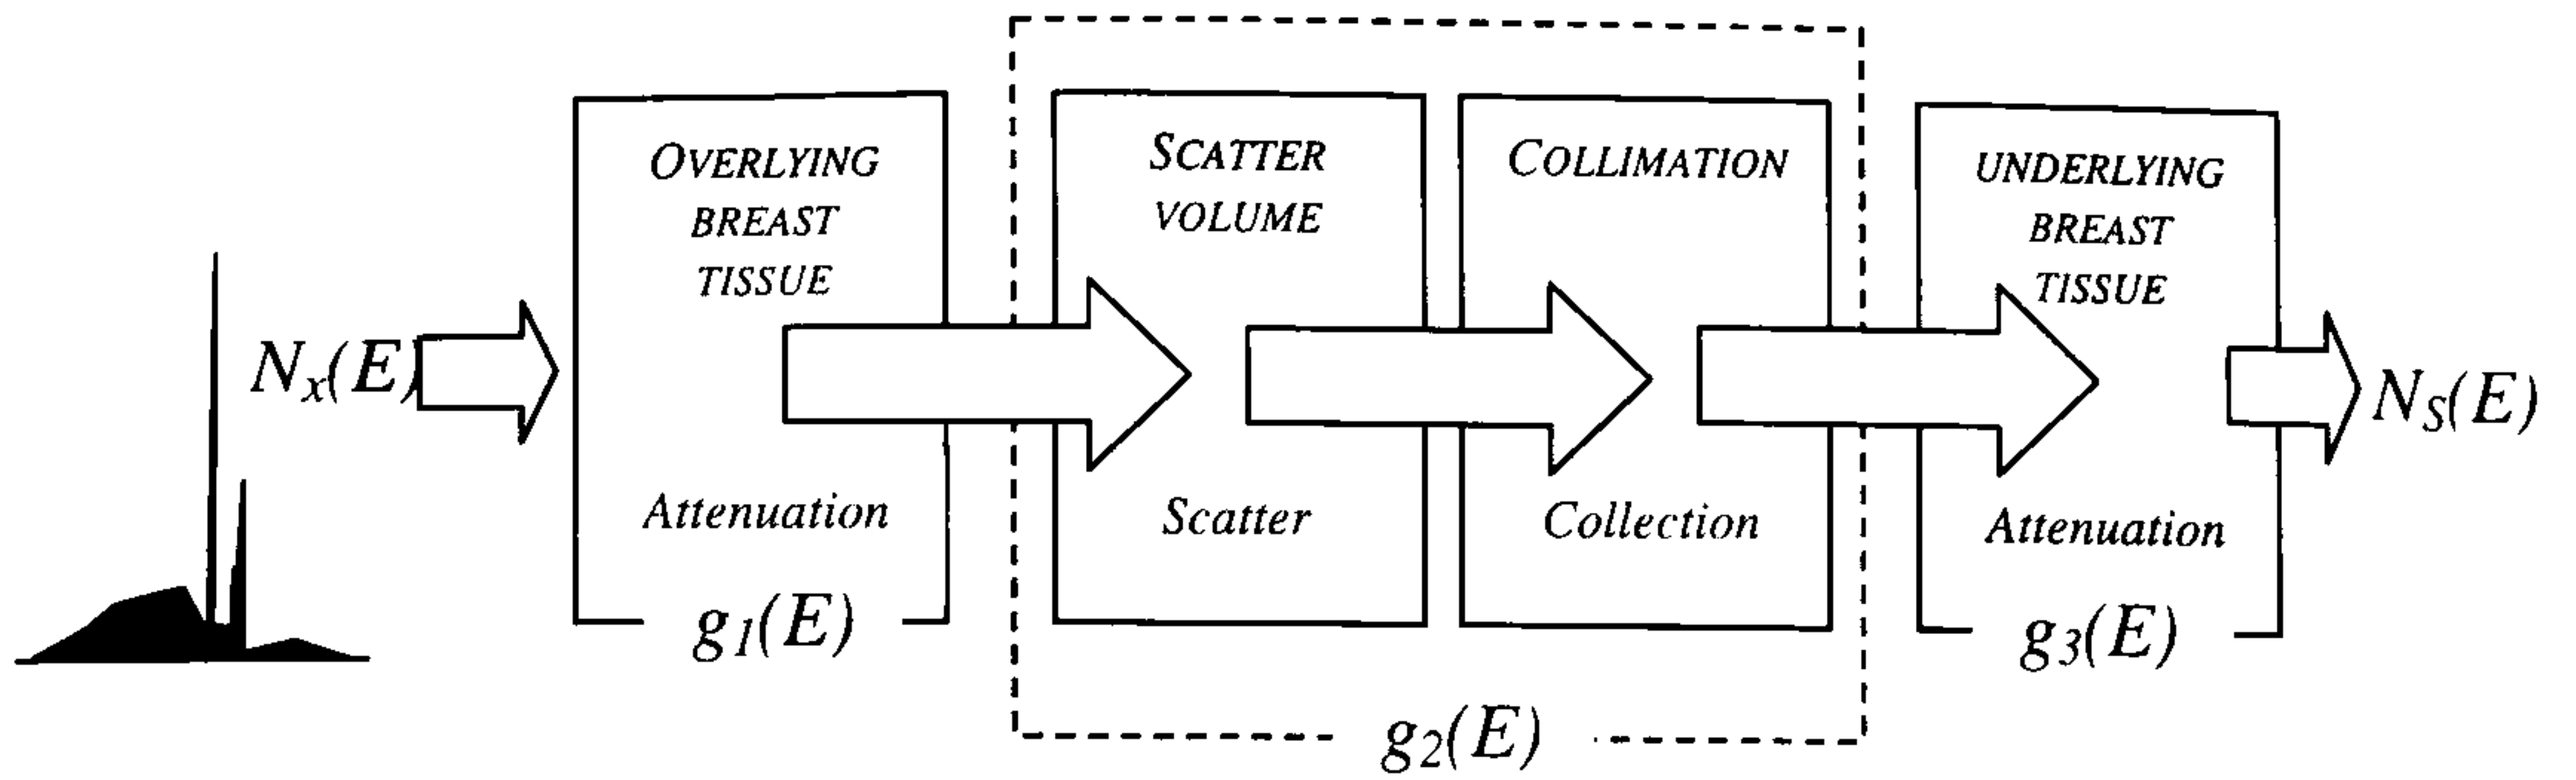 OVERLYING
BREAST
TISSUE
SCATTER
VOLUME
COLLIMATION
UNDERLYING
BREAST
TISSUE
Nx(E)
NS(E)
Attenuation
Scatter
Collection
Attenuation
g1(E)
g3(E)
g2(E)